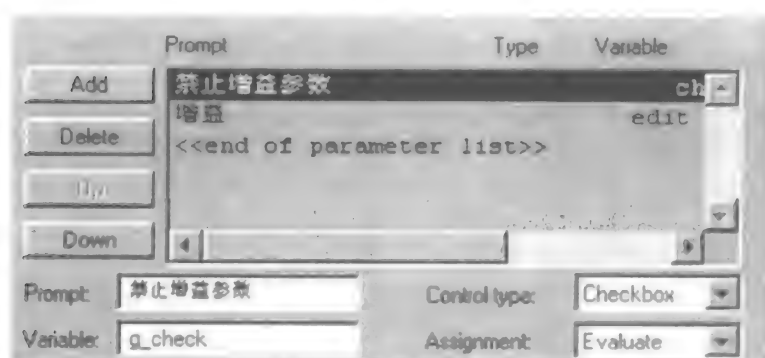 Prompt Type Variable
Add 禁止增益参数 ch
增益 edit
Delete <<end of parameter list>>
Up
Down
Prompt: 禁止增益参数 Control type: Checkbox
Variable: g_check Assignment: Evaluate